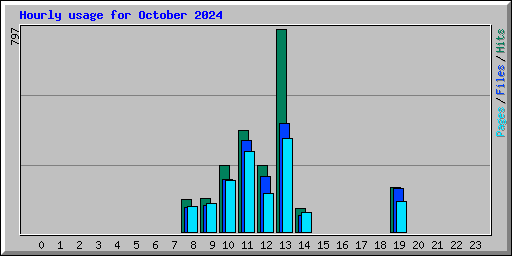 Hourly usage for October 2024
797
Pages / Files / Hits
0 1 2 3 4 5 6 7 8 9 10 11 12 13 14 15 16 17 18 19 20 21 22 23